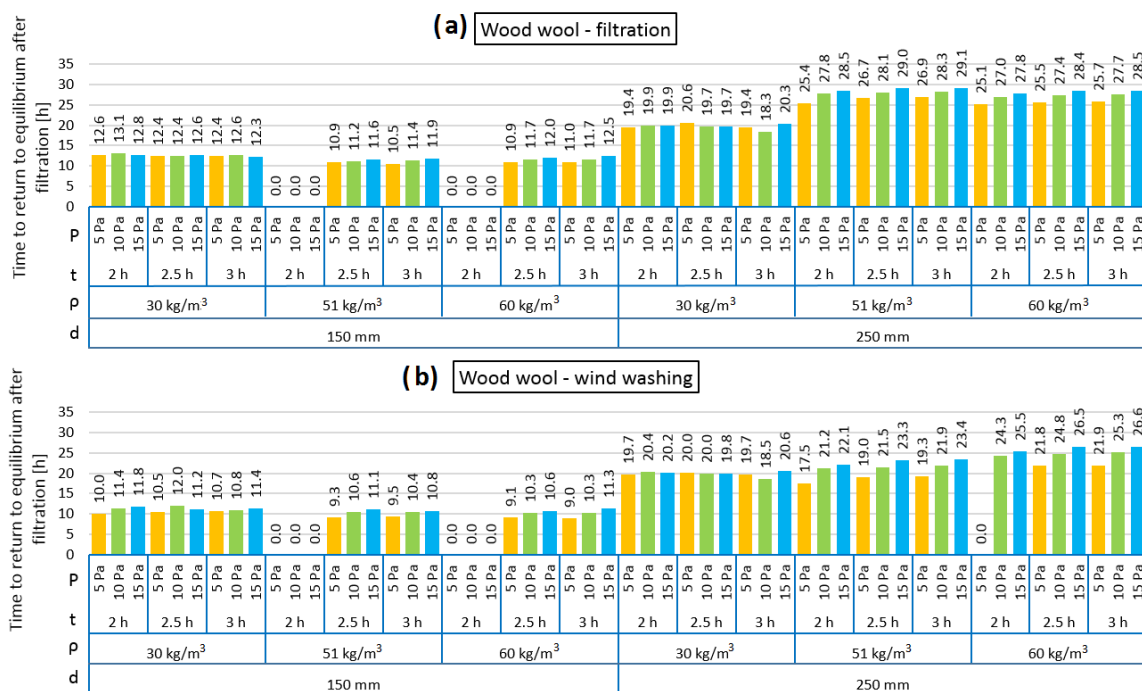 (a) Wood wool - filtration
Time to return to equilibrium after filtration [h]
35
30
25
20
15
10
5
0
12.6 13.1 12.8 12.4 12.4 12.6 12.4 12.6 12.3 0.0 0.0 0.0 10.9 11.2 11.6 10.5 11.4 11.9 0.0 0.0 0.0 10.9 11.7 12.0 11.0 11.7 12.5 19.4 19.9 19.9 20.6 19.7 19.7 19.4 18.3 20.3 25.4 27.8 28.5 26.7 28.1 29.0 26.9 28.3 29.1 25.1 27.0 27.8 25.5 27.4 28.4 25.7 27.7 28.5
P 5 Pa 10 Pa 15 Pa 5 Pa 10 Pa 15 Pa 5 Pa 10 Pa 15 Pa 5 Pa 10 Pa 15 Pa 5 Pa 10 Pa 15 Pa 5 Pa 10 Pa 15 Pa 5 Pa 10 Pa 15 Pa 5 Pa 10 Pa 15 Pa 5 Pa 10 Pa 15 Pa 5 Pa 10 Pa 15 Pa 5 Pa 10 Pa 15 Pa 5 Pa 10 Pa 15 Pa 5 Pa 10 Pa 15 Pa 5 Pa 10 Pa 15 Pa 5 Pa 10 Pa 15 Pa 5 Pa 10 Pa 15 Pa 5 Pa 10 Pa 15 Pa 5 Pa 10 Pa 15 Pa
t 2 h 2.5 h 3 h 2 h 2.5 h 3 h 2 h 2.5 h 3 h 2 h 2.5 h 3 h 2 h 2.5 h 3 h 2 h 2.5 h 3 h
ρ 30 kg/m³ 51 kg/m³ 60 kg/m³ 30 kg/m³ 51 kg/m³ 60 kg/m³
d 150 mm 250 mm
(b) Wood wool - wind washing
Time to return to equilibrium after filtration [h]
35
30
25
20
15
10
5
0
10.0 11.4 11.8 10.5 12.0 11.2 10.7 10.8 11.4 0.0 0.0 0.0 9.3 10.6 11.1 9.5 10.4 10.8 0.0 0.0 0.0 9.1 10.3 10.6 9.0 10.3 11.3 19.7 20.4 20.2 20.0 20.0 19.8 19.7 18.5 20.6 17.5 21.2 22.1 19.0 21.5 23.3 19.3 21.9 23.4 0.0 24.3 25.5 21.8 24.8 26.5 21.9 25.3 26.6
P 5 Pa 10 Pa 15 Pa 5 Pa 10 Pa 15 Pa 5 Pa 10 Pa 15 Pa 5 Pa 10 Pa 15 Pa 5 Pa 10 Pa 15 Pa 5 Pa 10 Pa 15 Pa 5 Pa 10 Pa 15 Pa 5 Pa 10 Pa 15 Pa 5 Pa 10 Pa 15 Pa 5 Pa 10 Pa 15 Pa 5 Pa 10 Pa 15 Pa 5 Pa 10 Pa 15 Pa 5 Pa 10 Pa 15 Pa 5 Pa 10 Pa 15 Pa 5 Pa 10 Pa 15 Pa 5 Pa 10 Pa 15 Pa 5 Pa 10 Pa 15 Pa 5 Pa 10 Pa 15 Pa
t 2 h 2.5 h 3 h 2 h 2.5 h 3 h 2 h 2.5 h 3 h 2 h 2.5 h 3 h 2 h 2.5 h 3 h 2 h 2.5 h 3 h
ρ 30 kg/m³ 51 kg/m³ 60 kg/m³ 30 kg/m³ 51 kg/m³ 60 kg/m³
d 150 mm 250 mm